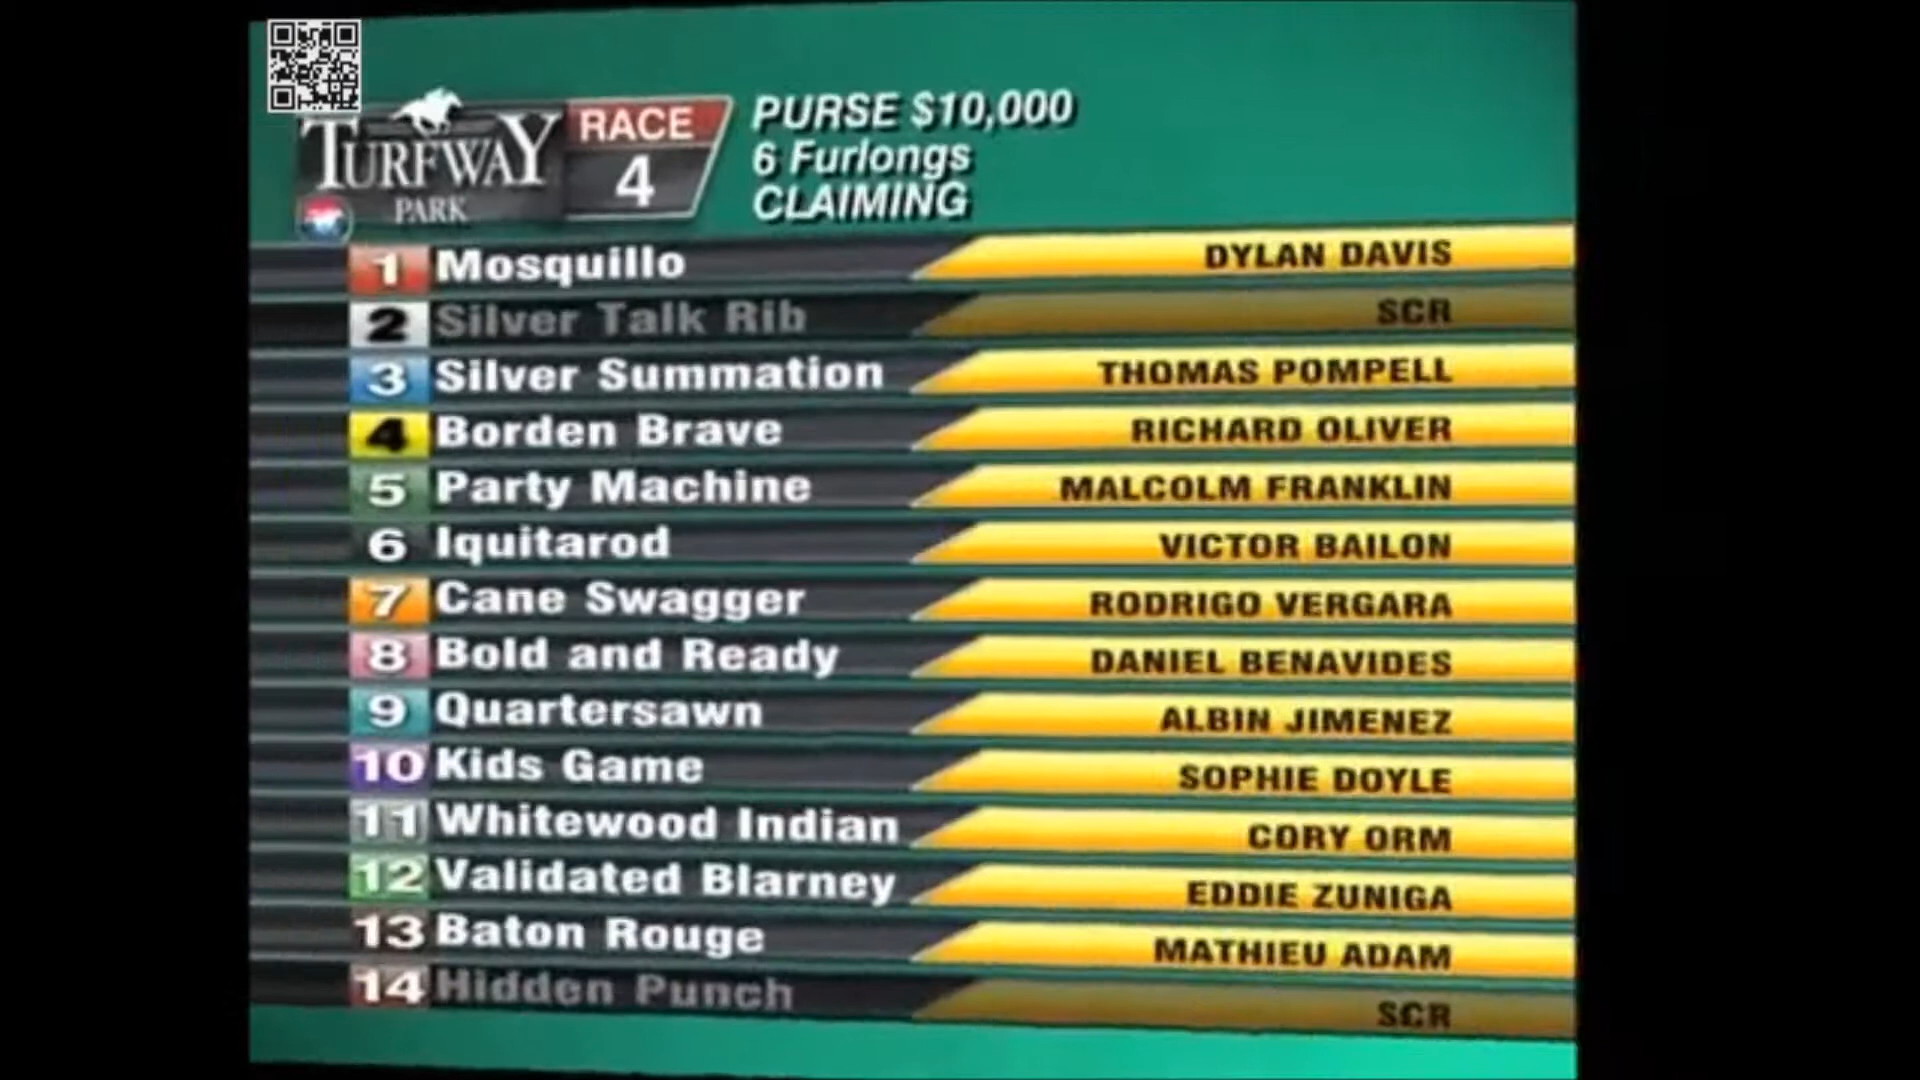 TURFWAY PARK
RACE 4
PURSE $10,000
6 Furlongs
CLAIMING
1 Mosquillo DYLAN DAVIS
2 Silver Talk Rib SCR
3 Silver Summation THOMAS POMPELL
4 Borden Brave RICHARD OLIVER
5 Party Machine MALCOLM FRANKLIN
6 Iquitarod VICTOR BAILON
7 Cane Swagger RODRIGO VERGARA
8 Bold and Ready DANIEL BENAVIDES
9 Quartersawn ALBIN JIMENEZ
10 Kids Game SOPHIE DOYLE
11 Whitewood Indian CORY ORM
12 Validated Blarney EDDIE ZUNIGA
13 Baton Rouge MATHIEU ADAM
14 Hidden Punch SCR